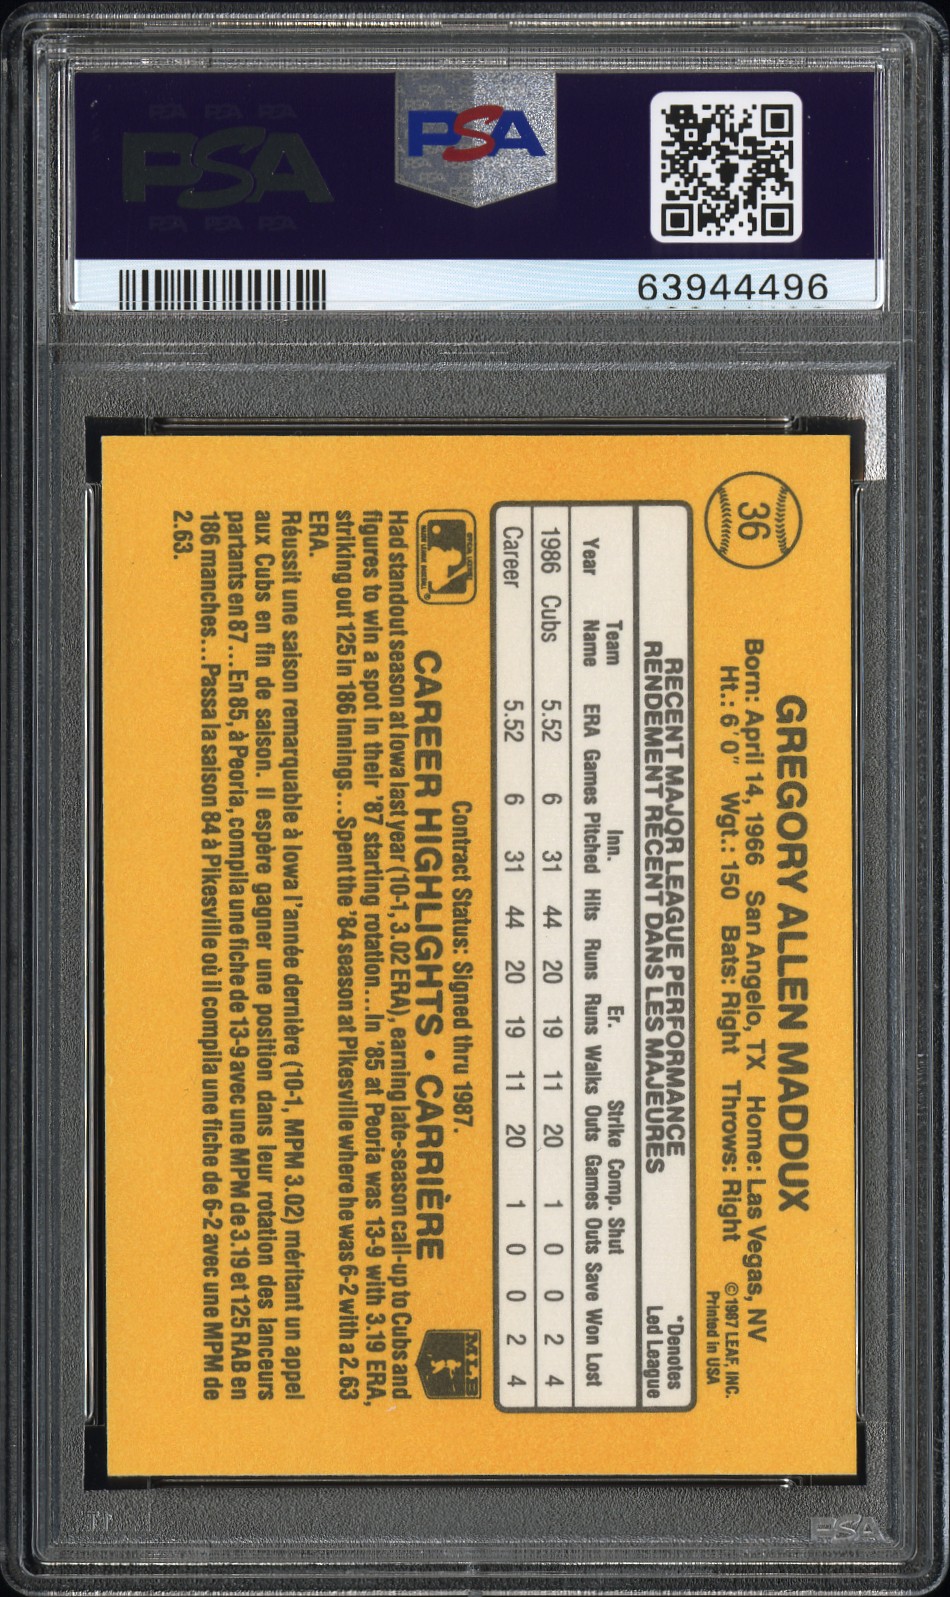 PSA PSA PSA
PSA
PSA PSA PSA
PSA
63944496
36
GREGORY ALLEN MADDUX
Born: April 14, 1966 San Angelo, TX Home: Las Vegas, NV
Ht.: 6'0" Wgt.: 150 Bats: Right Throws: Right
©1987 LEAF, INC.
Printed in USA
RECENT MAJOR LEAGUE PERFORMANCE
RENDEMENT RECENT DANS LES MAJEURES
*Denotes
Led League
Team Inn. Er. Strike Comp. Shut
Year Name ERA Games Pitched Hits Runs Runs Walks Outs Games Outs Save Won Lost
1986 Cubs 5.52 6 31 44 20 19 11 20 1 0 0 2 4
Career 5.52 6 31 44 20 19 11 20 1 0 0 2 4
Contract Status: Signed thru 1987.
CAREER HIGHLIGHTS • CARRIÈRE
MLB
Had standout season at Iowa last year (10-1, 3.02 ERA), earning late-season call-up to Cubs and
figures to win a spot in their '87 starting rotation...In '85 at Peoria was 13-9 with 3.19 ERA,
striking out 125 in 186 innings...Spent the '84 season at Pikesville where he was 6-2 with a 2.63
ERA.
Réussit une saison remarquable à Iowa l'année dernière (10-1, MPM 3.02) méritant un appel
aux Cubs en fin de saison. Il espère gagner une position dans leur rotation des lanceurs
partants en 87...En 85, à Peoria, compila une fiche de 13-9 avec une MPM de 3.19 et 125 RAB en
186 manches...Passa la saison 84 à Pikesville où il compila une fiche de 6-2 avec une MPM de
2.63.
PSA